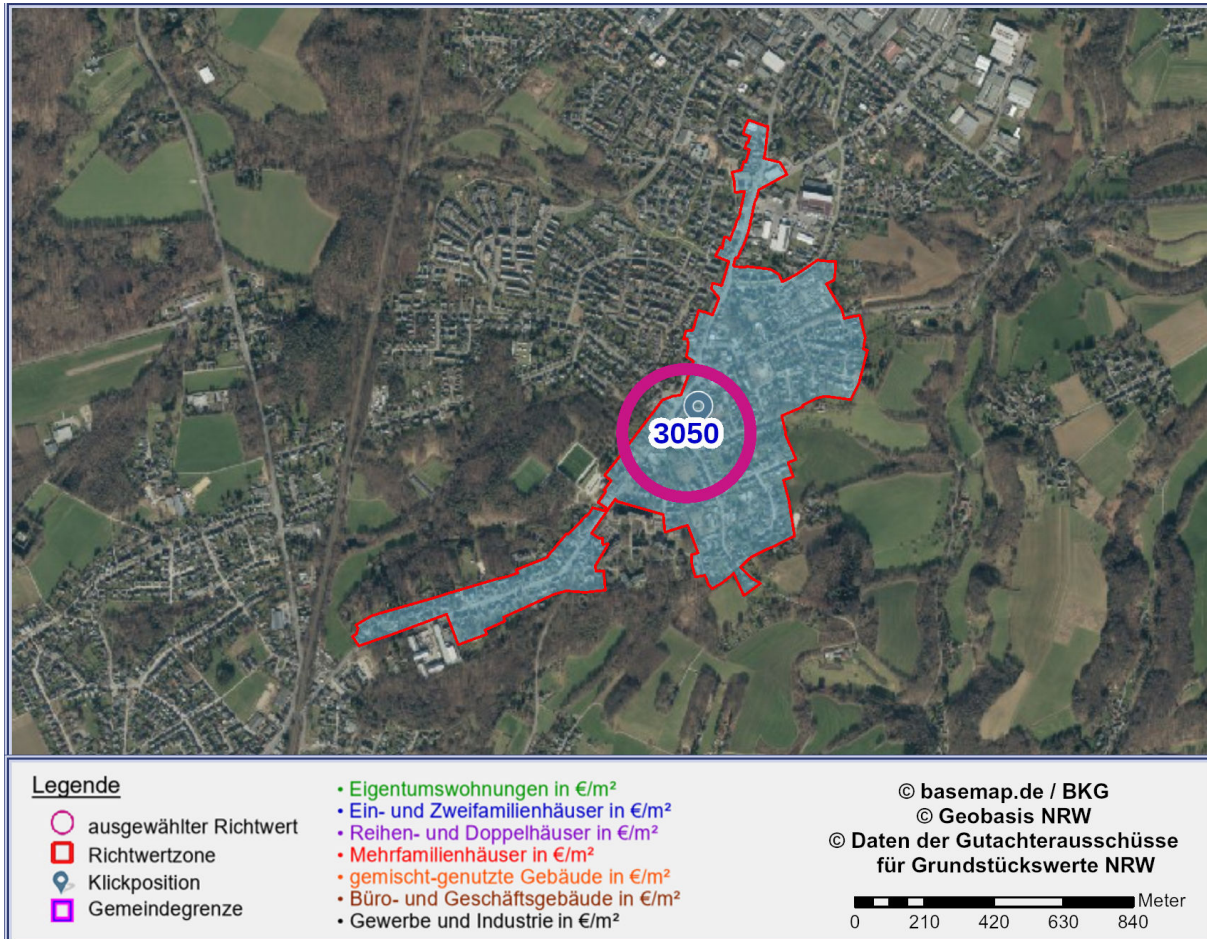 3050
Legende
ausgewählter Richtwert
Richtwertzone
Klickposition
Gemeindegrenze
• Eigentumswohnungen in €/m²
• Ein- und Zweifamilienhäuser in €/m²
• Reihen- und Doppelhäuser in €/m²
• Mehrfamilienhäuser in €/m²
• gemischt-genutzte Gebäude in €/m²
• Büro- und Geschäftsgebäude in €/m²
• Gewerbe und Industrie in €/m²
© basemap.de / BKG
© Geobasis NRW
© Daten der Gutachterausschüsse
für Grundstückswerte NRW
Meter
0 210 420 630 840